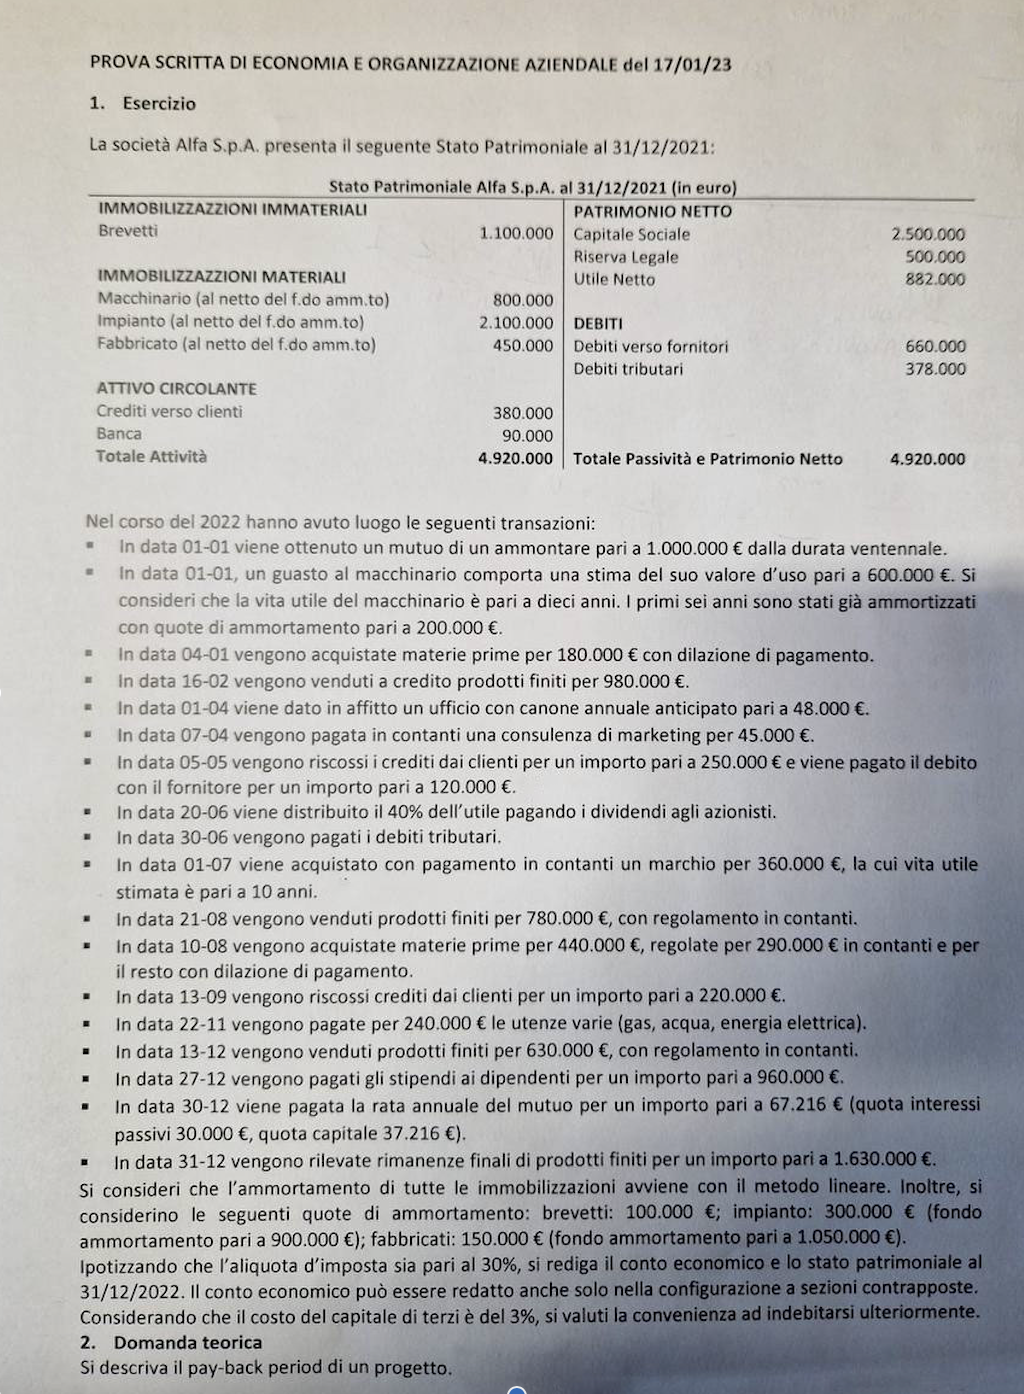 PROVA SCRITTA DI ECONOMIA E ORGANIZZAZIONE AZIENDALE del 17/01/23
1. Esercizio
La società Alfa S.p.A. presenta il seguente Stato Patrimoniale al 31/12/2021:
Stato Patrimoniale Alfa S.p.A. al 31/12/2021 (in euro)
IMMOBILIZZAZZIONI IMMATERIALI PATRIMONIO NETTO
Brevetti 1.100.000 Capitale Sociale 2.500.000
Riserva Legale 500.000
IMMOBILIZZAZZIONI MATERIALI Utile Netto 882.000
Macchinario (al netto del f.do amm.to) 800.000
Impianto (al netto del f.do amm.to) 2.100.000 DEBITI
Fabbricato (al netto del f.do amm.to) 450.000 Debiti verso fornitori 660.000
Debiti tributari 378.000
ATTIVO CIRCOLANTE
Crediti verso clienti 380.000
Banca 90.000
Totale Attività 4.920.000 Totale Passività e Patrimonio Netto 4.920.000
Nel corso del 2022 hanno avuto luogo le seguenti transazioni:
▪ In data 01-01 viene ottenuto un mutuo di un ammontare pari a 1.000.000 € dalla durata ventennale.
▪ In data 01-01, un guasto al macchinario comporta una stima del suo valore d'uso pari a 600.000 €. Si
consideri che la vita utile del macchinario è pari a dieci anni. I primi sei anni sono stati già ammortizzati
con quote di ammortamento pari a 200.000 €.
▪ In data 04-01 vengono acquistate materie prime per 180.000 € con dilazione di pagamento.
▪ In data 16-02 vengono venduti a credito prodotti finiti per 980.000 €.
▪ In data 01-04 viene dato in affitto un ufficio con canone annuale anticipato pari a 48.000 €.
▪ In data 07-04 vengono pagata in contanti una consulenza di marketing per 45.000 €.
▪ In data 05-05 vengono riscossi i crediti dai clienti per un importo pari a 250.000 € e viene pagato il debito
con il fornitore per un importo pari a 120.000 €.
▪ In data 20-06 viene distribuito il 40% dell'utile pagando i dividendi agli azionisti.
▪ In data 30-06 vengono pagati i debiti tributari.
▪ In data 01-07 viene acquistato con pagamento in contanti un marchio per 360.000 €, la cui vita utile
stimata è pari a 10 anni.
▪ In data 21-08 vengono venduti prodotti finiti per 780.000 €, con regolamento in contanti.
▪ In data 10-08 vengono acquistate materie prime per 440.000 €, regolate per 290.000 € in contanti e per
il resto con dilazione di pagamento.
▪ In data 13-09 vengono riscossi crediti dai clienti per un importo pari a 220.000 €.
▪ In data 22-11 vengono pagate per 240.000 € le utenze varie (gas, acqua, energia elettrica).
▪ In data 13-12 vengono venduti prodotti finiti per 630.000 €, con regolamento in contanti.
▪ In data 27-12 vengono pagati gli stipendi ai dipendenti per un importo pari a 960.000 €.
▪ In data 30-12 viene pagata la rata annuale del mutuo per un importo pari a 67.216 € (quota interessi
passivi 30.000 €, quota capitale 37.216 €).
▪ In data 31-12 vengono rilevate rimanenze finali di prodotti finiti per un importo pari a 1.630.000 €.
Si consideri che l'ammortamento di tutte le immobilizzazioni avviene con il metodo lineare. Inoltre, si
considerino le seguenti quote di ammortamento: brevetti: 100.000 €; impianto: 300.000 € (fondo
ammortamento pari a 900.000 €); fabbricati: 150.000 € (fondo ammortamento pari a 1.050.000 €).
Ipotizzando che l'aliquota d'imposta sia pari al 30%, si rediga il conto economico e lo stato patrimoniale al
31/12/2022. Il conto economico può essere redatto anche solo nella configurazione a sezioni contrapposte.
Considerando che il costo del capitale di terzi è del 3%, si valuti la convenienza ad indebitarsi ulteriormente.
2. Domanda teorica
Si descriva il pay-back period di un progetto.